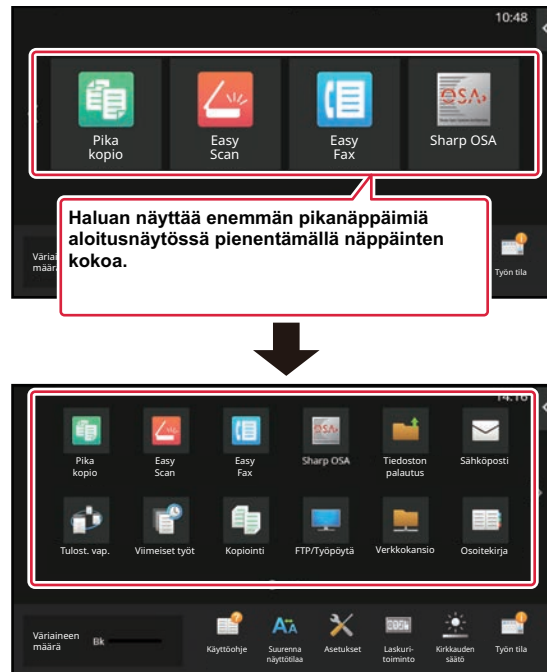 10:48
Pika
kopio
Easy
Scan
Easy
Fax
OSA
Sharp OSA
Haluan näyttää enemmän pikanäppäimiä
aloitusnäytössä pienentämällä näppäinten
kokoa.
Työn tila
14:16
Pika
kopio
Easy
Scan
Easy
Fax
OSA
Sharp OSA
Tiedoston
palautus
Sähköposti
Tulost. vap.
Viimeiset työt
Kopiointi
FTP/Työpöytä
Verkkokansio
Osoitekirja
Väriaineen
määrä
Bk
Käyttöohje
Suurenna
näyttötilaa
Asetukset
Laskuri-
toiminto
Kirkkauden
säätö
Työn tila